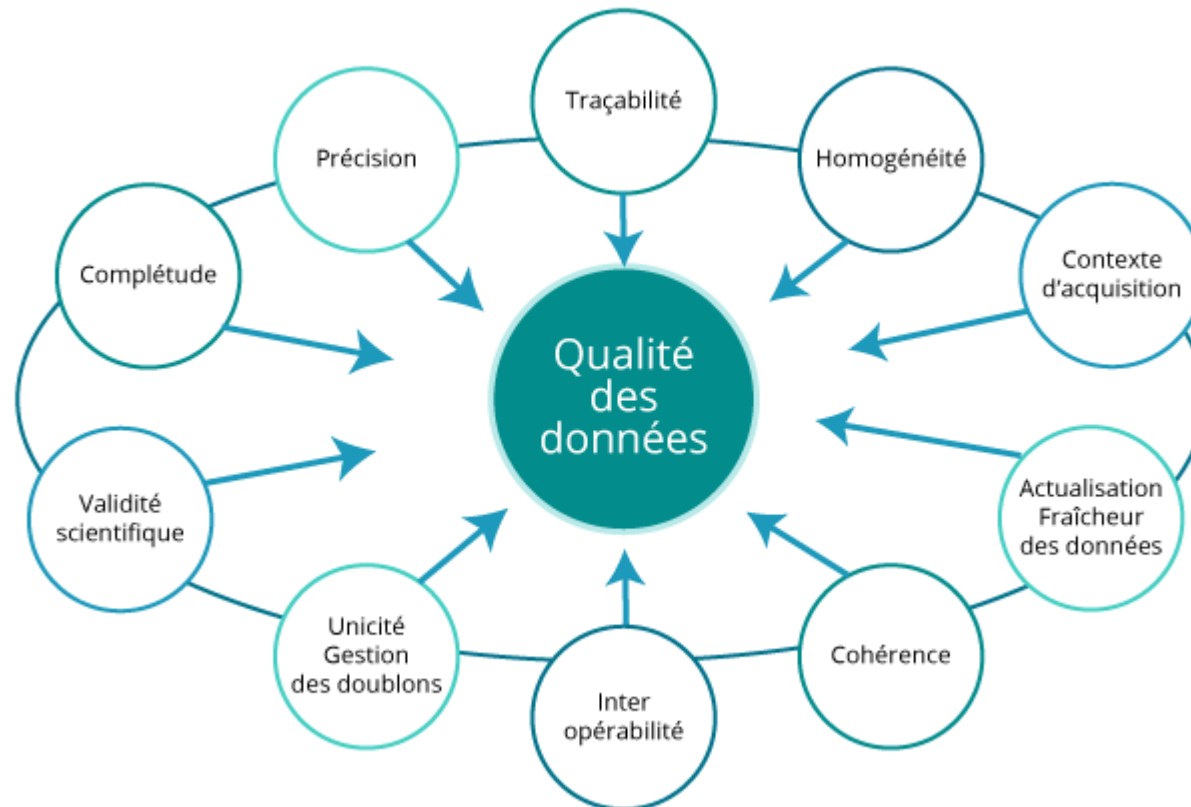 Traçabilité
Précision
Homogénéité
Complétude
Contexte
d'acquisition
Qualité
des
données
Validité
scientifique
Actualisation
Fraîcheur
des données
Unicité
Gestion
des doublons
Cohérence
Inter
opérabilité